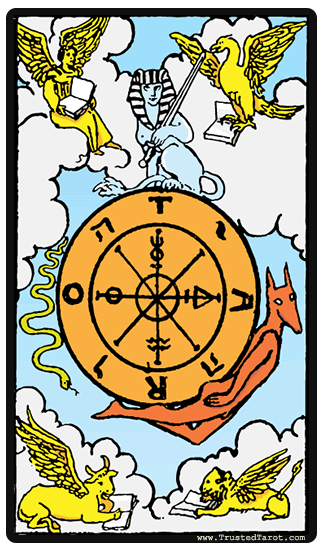 T
ה י
O A
ו ה
R
www.TrustedTarot.com